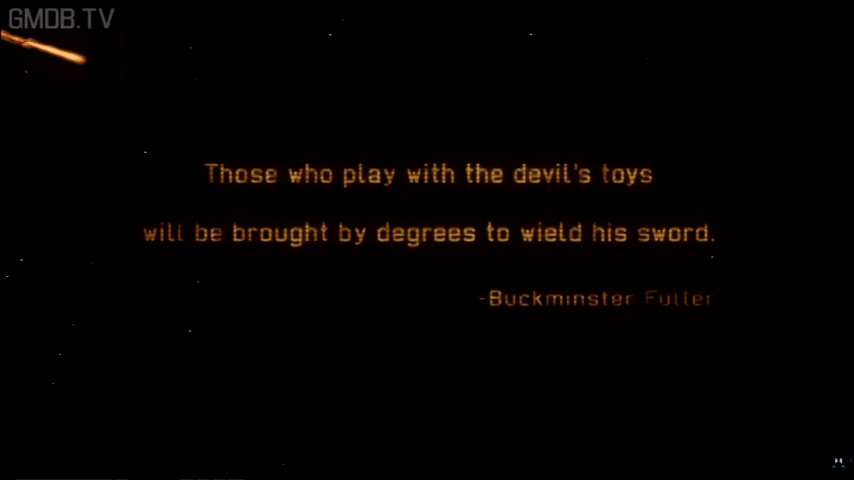 GMDB.TV
Those who play with the devil's toys
will be brought by degrees to wield his sword.
-Buckminster Fuller